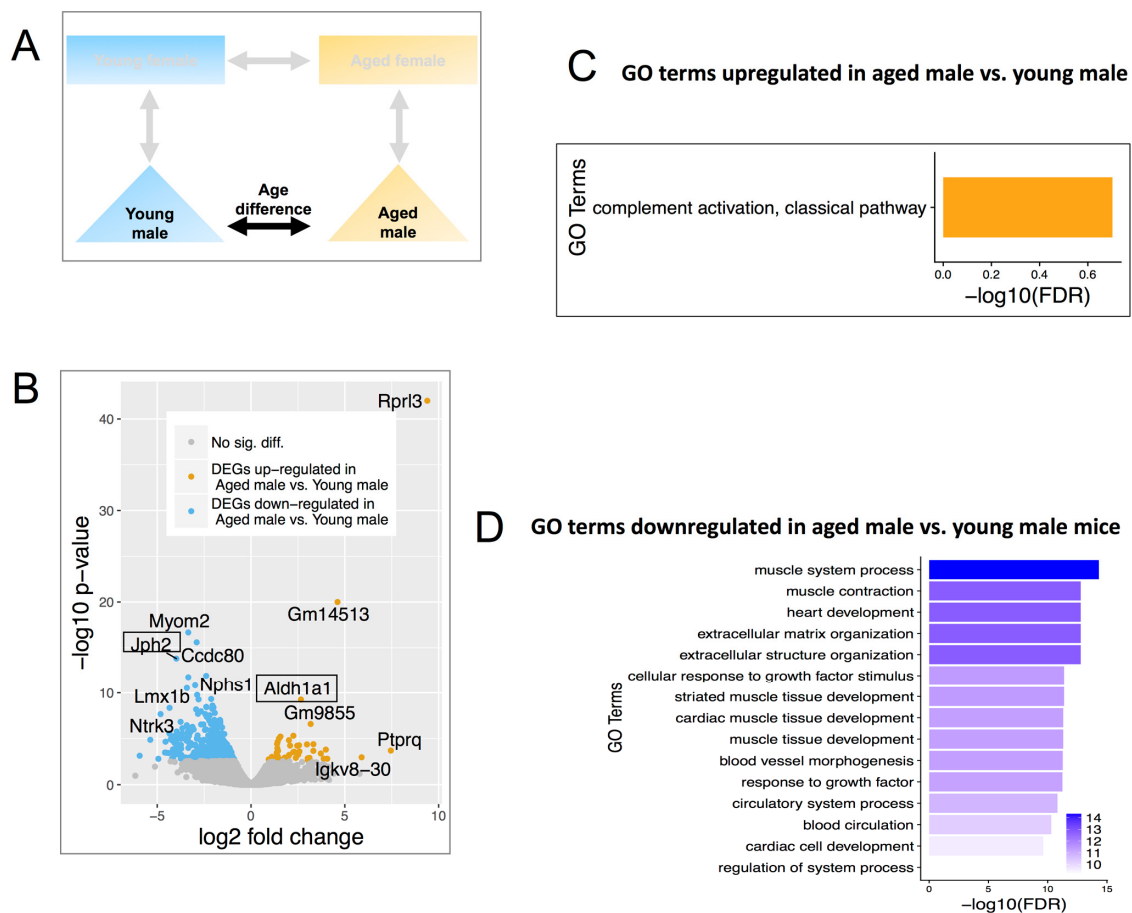 A
Young female
Aged female
Age
difference
Young
male
Aged
male
C
GO terms upregulated in aged male vs. young male
GO Terms
complement activation, classical pathway
0.0 0.2 0.4 0.6
−log10(FDR)
B
−log10 p−value
40
30
20
10
0
Rprl3
No sig. diff.
DEGs up−regulated in
Aged male vs. Young male
DEGs down−regulated in
Aged male vs. Young male
Gm14513
Myom2
Jph2
Ccdc80
Nphs1
Aldh1a1
Lmx1b
Gm9855
Ntrk3
Ptprq
Igkv8−30
−5 0 5 10
log2 fold change
D
GO terms downregulated in aged male vs. young male mice
GO Terms
muscle system process
muscle contraction
heart development
extracellular matrix organization
extracellular structure organization
cellular response to growth factor stimulus
striated muscle tissue development
cardiac muscle tissue development
muscle tissue development
blood vessel morphogenesis
response to growth factor
circulatory system process
blood circulation
cardiac cell development
regulation of system process
14
13
12
11
10
0 5 10 15
−log10(FDR)